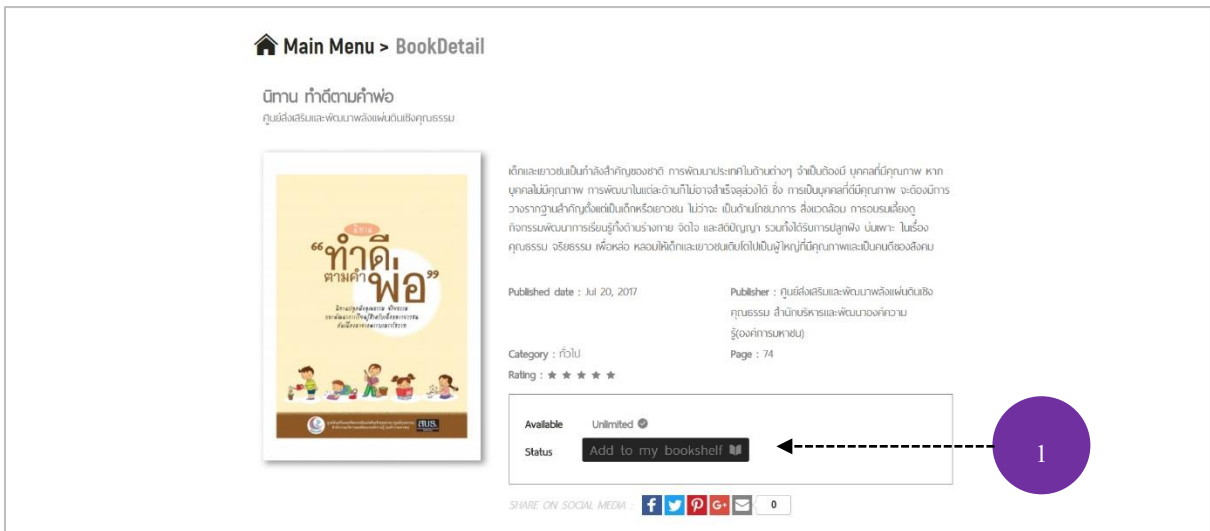 Main Menu > BookDetail
นิทาน ทำดีตามคำพ่อ
ศูนย์ส่งเสริมและพัฒนาพลังแผ่นดินเชิงคุณธรรม
เด็กและเยาวชนเป็นกำลังสำคัญของชาติ การพัฒนาประเทศในด้านต่างๆ จำเป็นต้องมี บุคคลที่มีคุณภาพ หาก
บุคคลไม่มีคุณภาพ การพัฒนาในแต่ละด้านก็ไม่อาจสำเร็จลุล่วงได้ ซึ่ง การเป็นบุคคลที่ดีมีคุณภาพ จะต้องมีการ
วางรากฐานสำคัญตั้งแต่เป็นเด็กหรือเยาวชน ไม่ว่าจะ เป็นด้านโภชนาการ สิ่งแวดล้อม การอบรมเลี้ยงดู
กิจกรรมพัฒนาการเรียนรู้ทั้งด้านร่างกาย จิตใจ และสติปัญญา รวมทั้งได้รับการปลูกฝัง บ่มเพาะ ในเรื่อง
คุณธรรม จริยธรรม เพื่อหล่อ หลอมให้เด็กและเยาวชนเติบโตไปเป็นผู้ใหญ่ที่มีคุณภาพและเป็นคนดีของสังคม
นิทาน
“ทำดี
ตามคำพ่อ”
Published date : Jul 20, 2017
Publisher : ศูนย์ส่งเสริมและพัฒนาพลังแผ่นดินเชิง
คุณธรรม สำนักบริหารและพัฒนาองค์ความ
รู้(องค์การมหาชน)
Category : ทั่วไป
Page : 74
Rating : ★ ★ ★ ★ ★
Available Unlimited
Status Add to my bookshelf
1
สบร.
SHARE ON SOCIAL MEDIA : 0